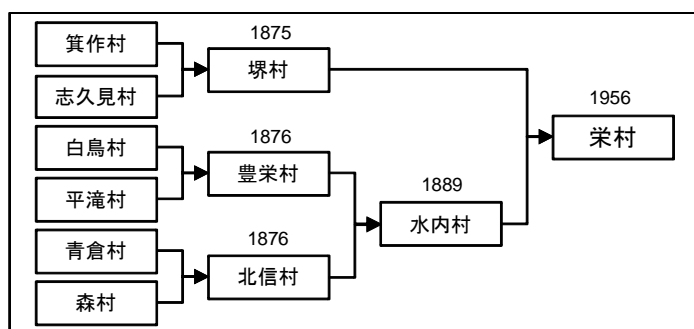 箕作村
志久見村
1875
堺村
白鳥村
平滝村
1876
豊栄村
青倉村
森村
1876
北信村
1889
水内村
1956
栄村